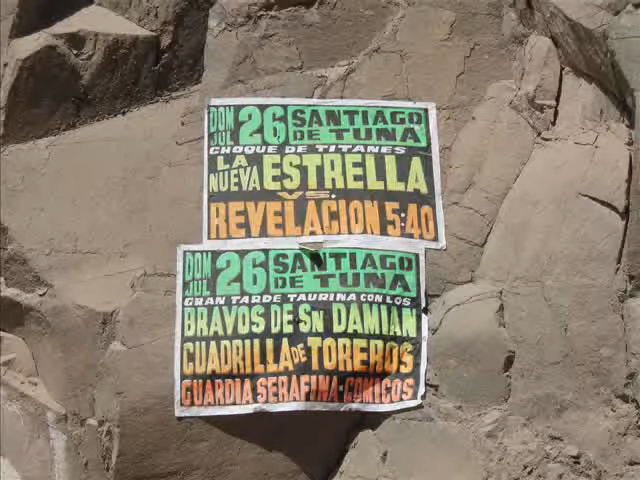 DOM JUL 26 SANTIAGO DE TUNA
CHOQUE DE TITANES
LA NUEVA ESTRELLA
VS.
REVELACION 5:40
DOM JUL 26 SANTIAGO DE TUNA
GRAN TARDE TAURINA CON LOS
BRAVOS DE SN DAMIAN
CUADRILLA DE TOREROS
GUARDIA SERAFINA-COMICOS